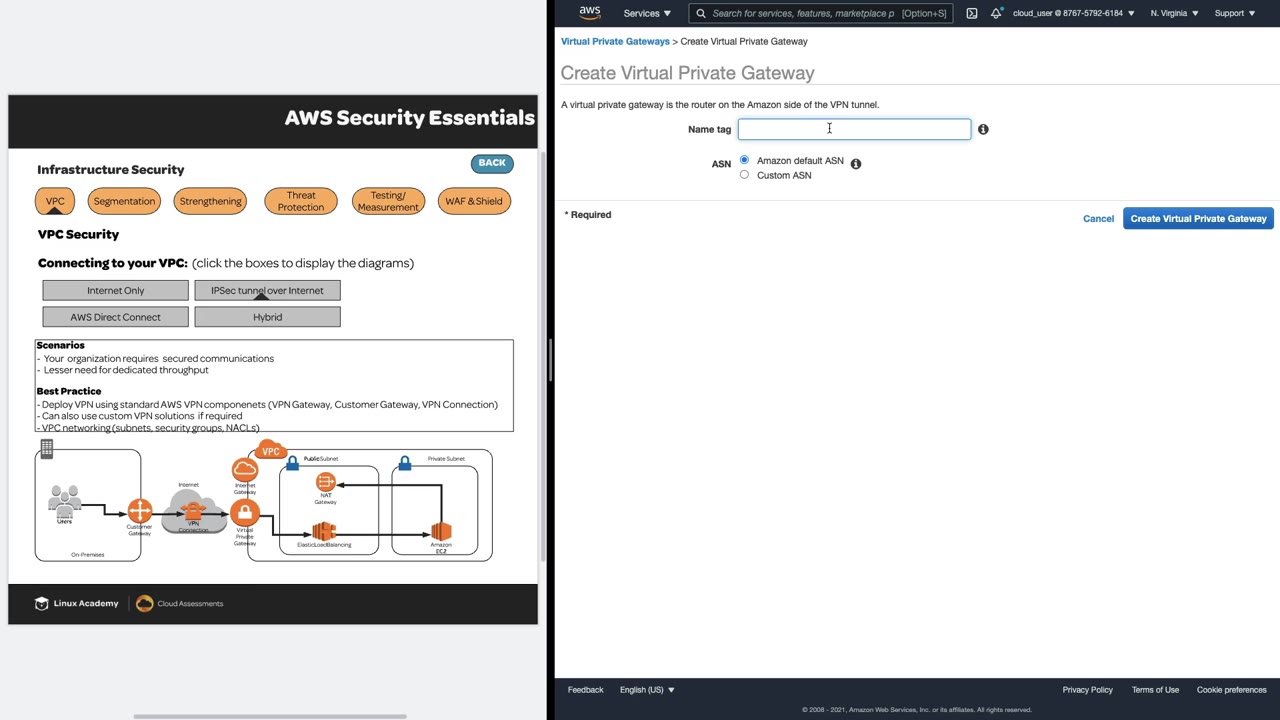 AWS Security Essentials
Infrastructure Security
BACK
VPC
Segmentation
Strengthening
Threat
Protection
Testing/
Measurement
WAF & Shield
VPC Security
Connecting to your VPC: (click the boxes to display the diagrams)
Internet Only
IPSec tunnel over Internet
AWS Direct Connect
Hybrid
Scenarios
- Your organization requires secured communications
- Lesser need for dedicated throughput
Best Practice
- Deploy VPN using standard AWS VPN componenets (VPN Gateway, Customer Gateway, VPN Connection)
- Can also use custom VPN solutions if required
- VPC networking (subnets, security groups, NACLs)
VPC
Public Subnet
Private Subnet
Internet
Internet
Gateway
NAT
Gateway
Users
Customer
Gateway
VPN
Connection
Virtual
Private
Gateway
ElasticLoadBalancing
Amazon
EC2
On-Premises
Linux Academy
Cloud Assessments
aws
Services
Search for services, features, marketplace p
[Option+S]
cloud_user @ 8767-5792-6184
N. Virginia
Support
Virtual Private Gateways > Create Virtual Private Gateway
Create Virtual Private Gateway
A virtual private gateway is the router on the Amazon side of the VPN tunnel.
Name tag
ASN
Amazon default ASN
Custom ASN
* Required
Cancel
Create Virtual Private Gateway
Feedback
English (US)
Privacy Policy
Terms of Use
Cookie preferences
© 2008 - 2021, Amazon Web Services, Inc. or its affiliates. All rights reserved.